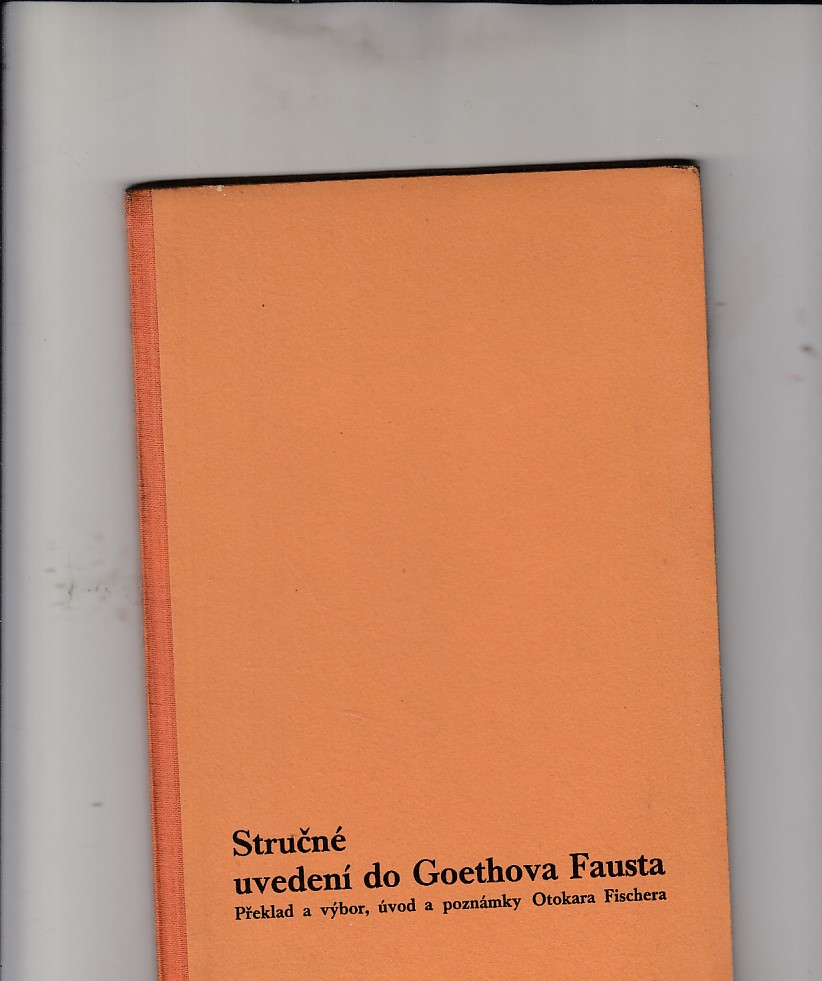 Stručné
uvedení do Goethova Fausta
Překlad a výbor, úvod a poznámky Otokara Fischera